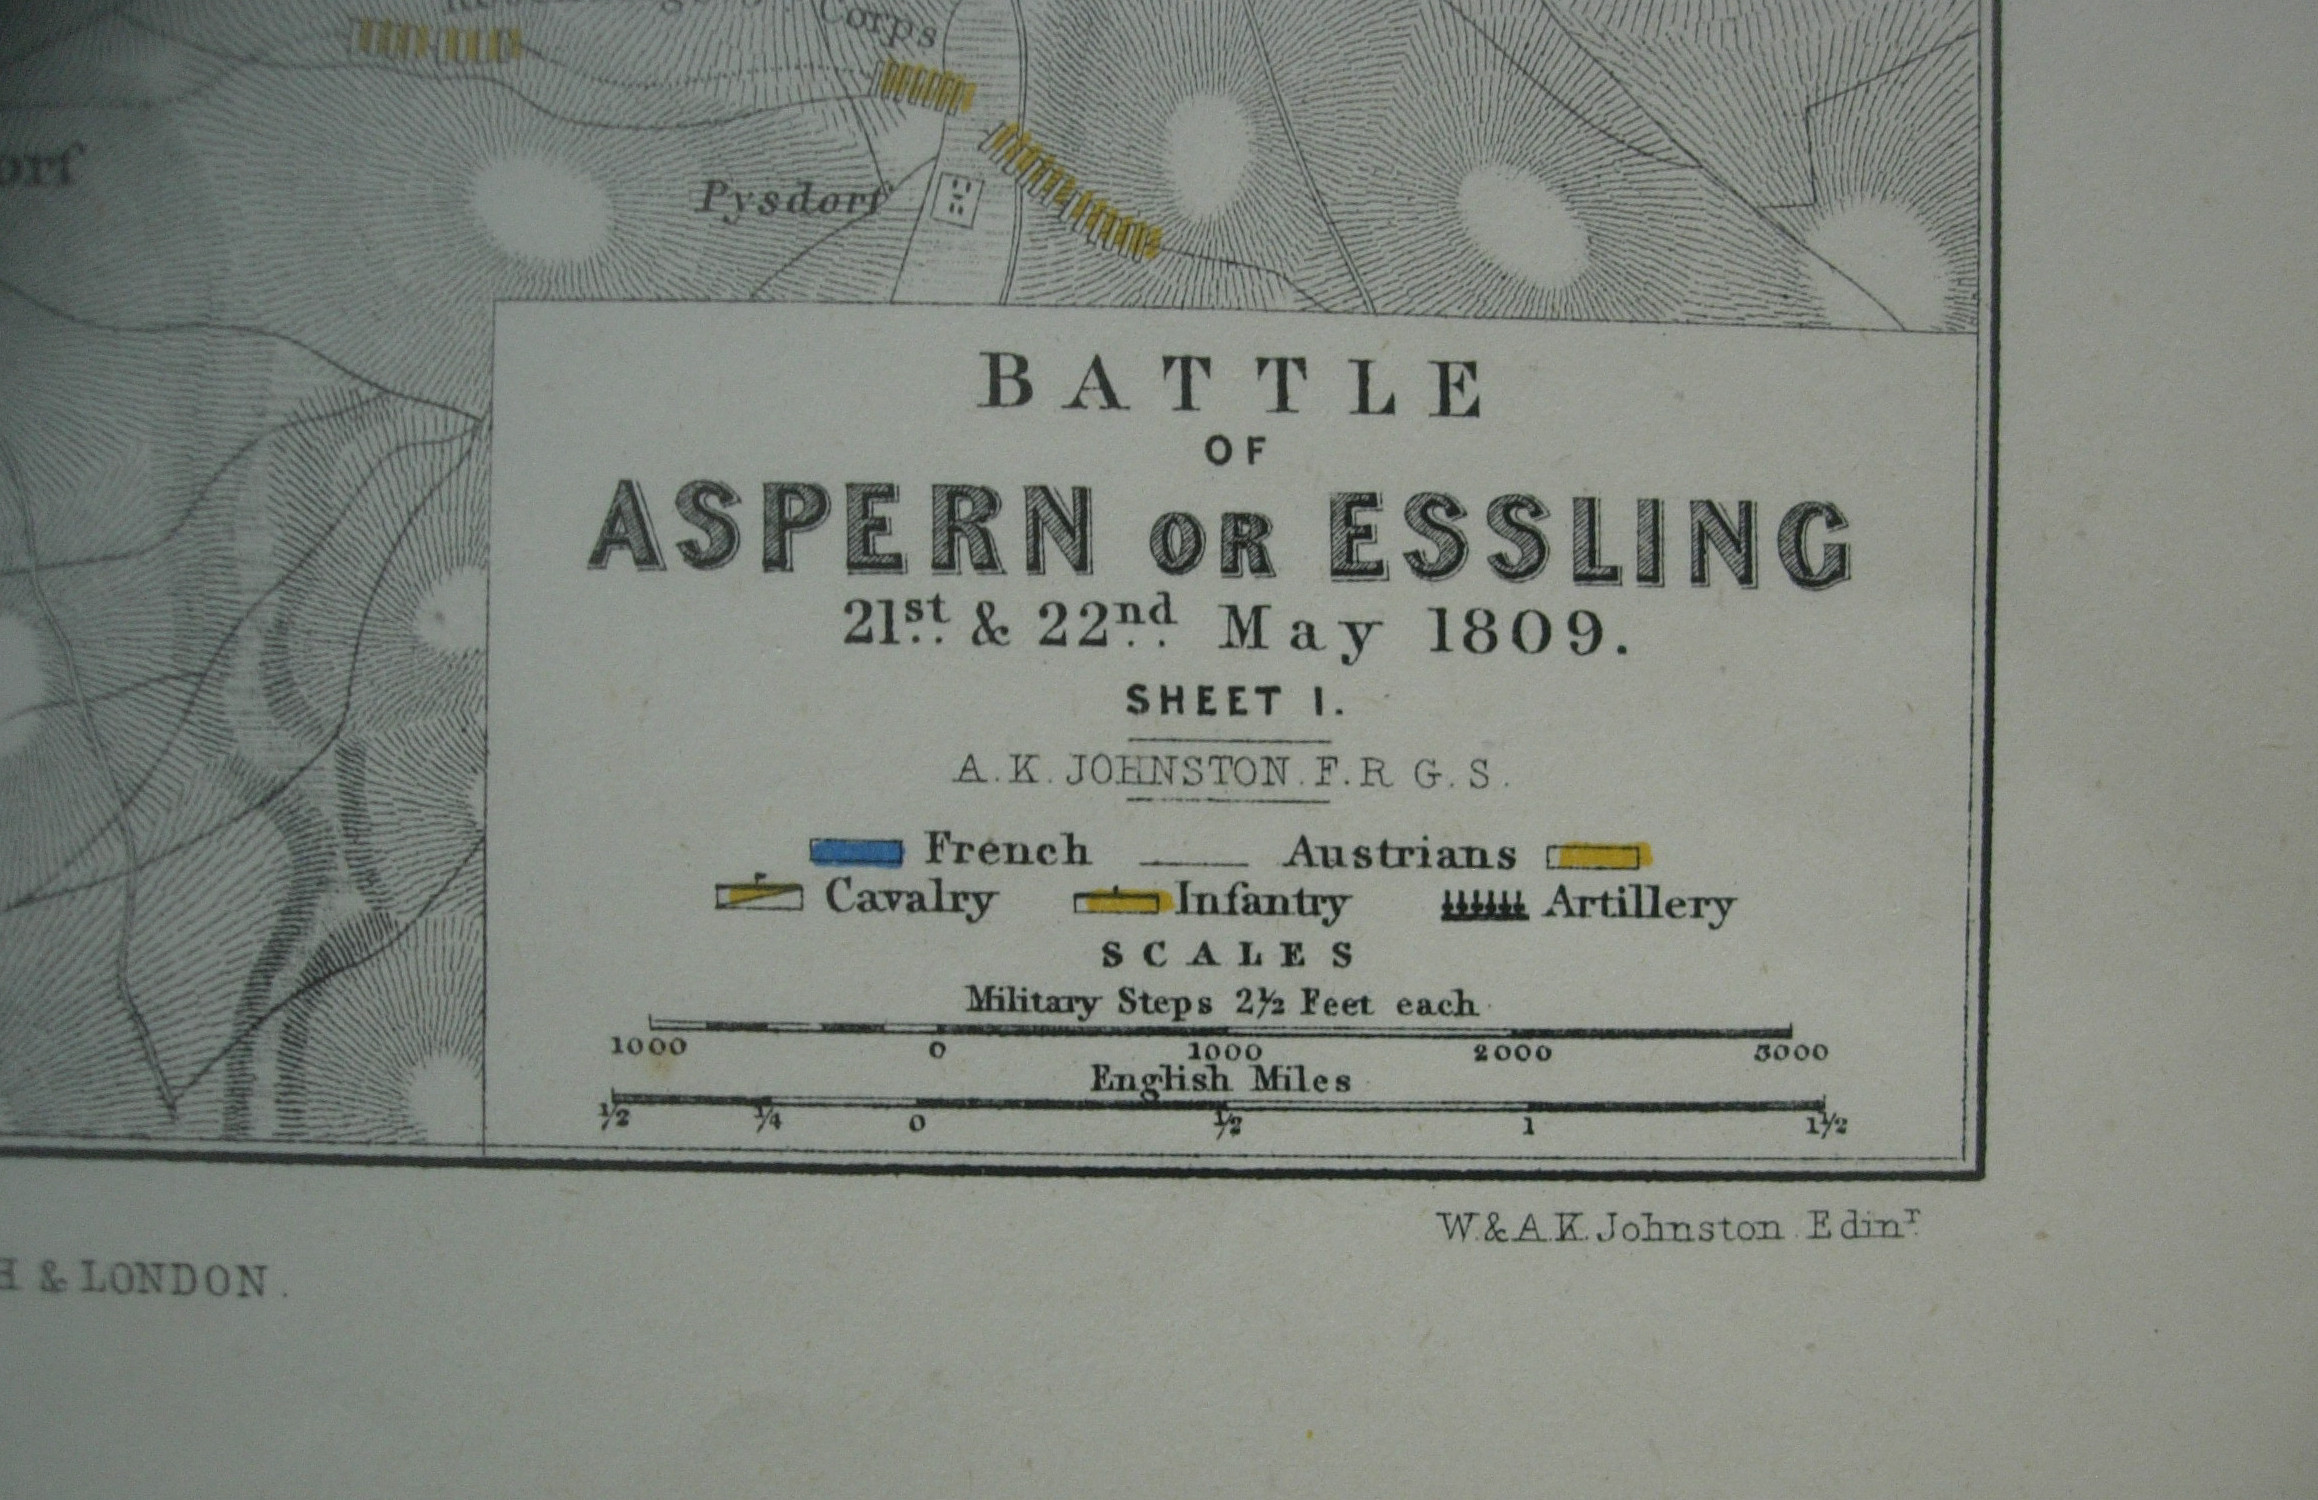 Corps
Pysdorf
BATTLE
OF
ASPERN OR ESSLING
21st. & 22nd. May 1809.
SHEET 1.
A.K. JOHNSTON. F.R G.S.
French — Austrians
Cavalry Infantry Artillery
SCALES
Military Steps 2½ Feet each
1000 0 1000 2000 3000
English Miles
½ ¼ 0 ½ 1 1½
W. & A.K. Johnston Edinr.
& LONDON.